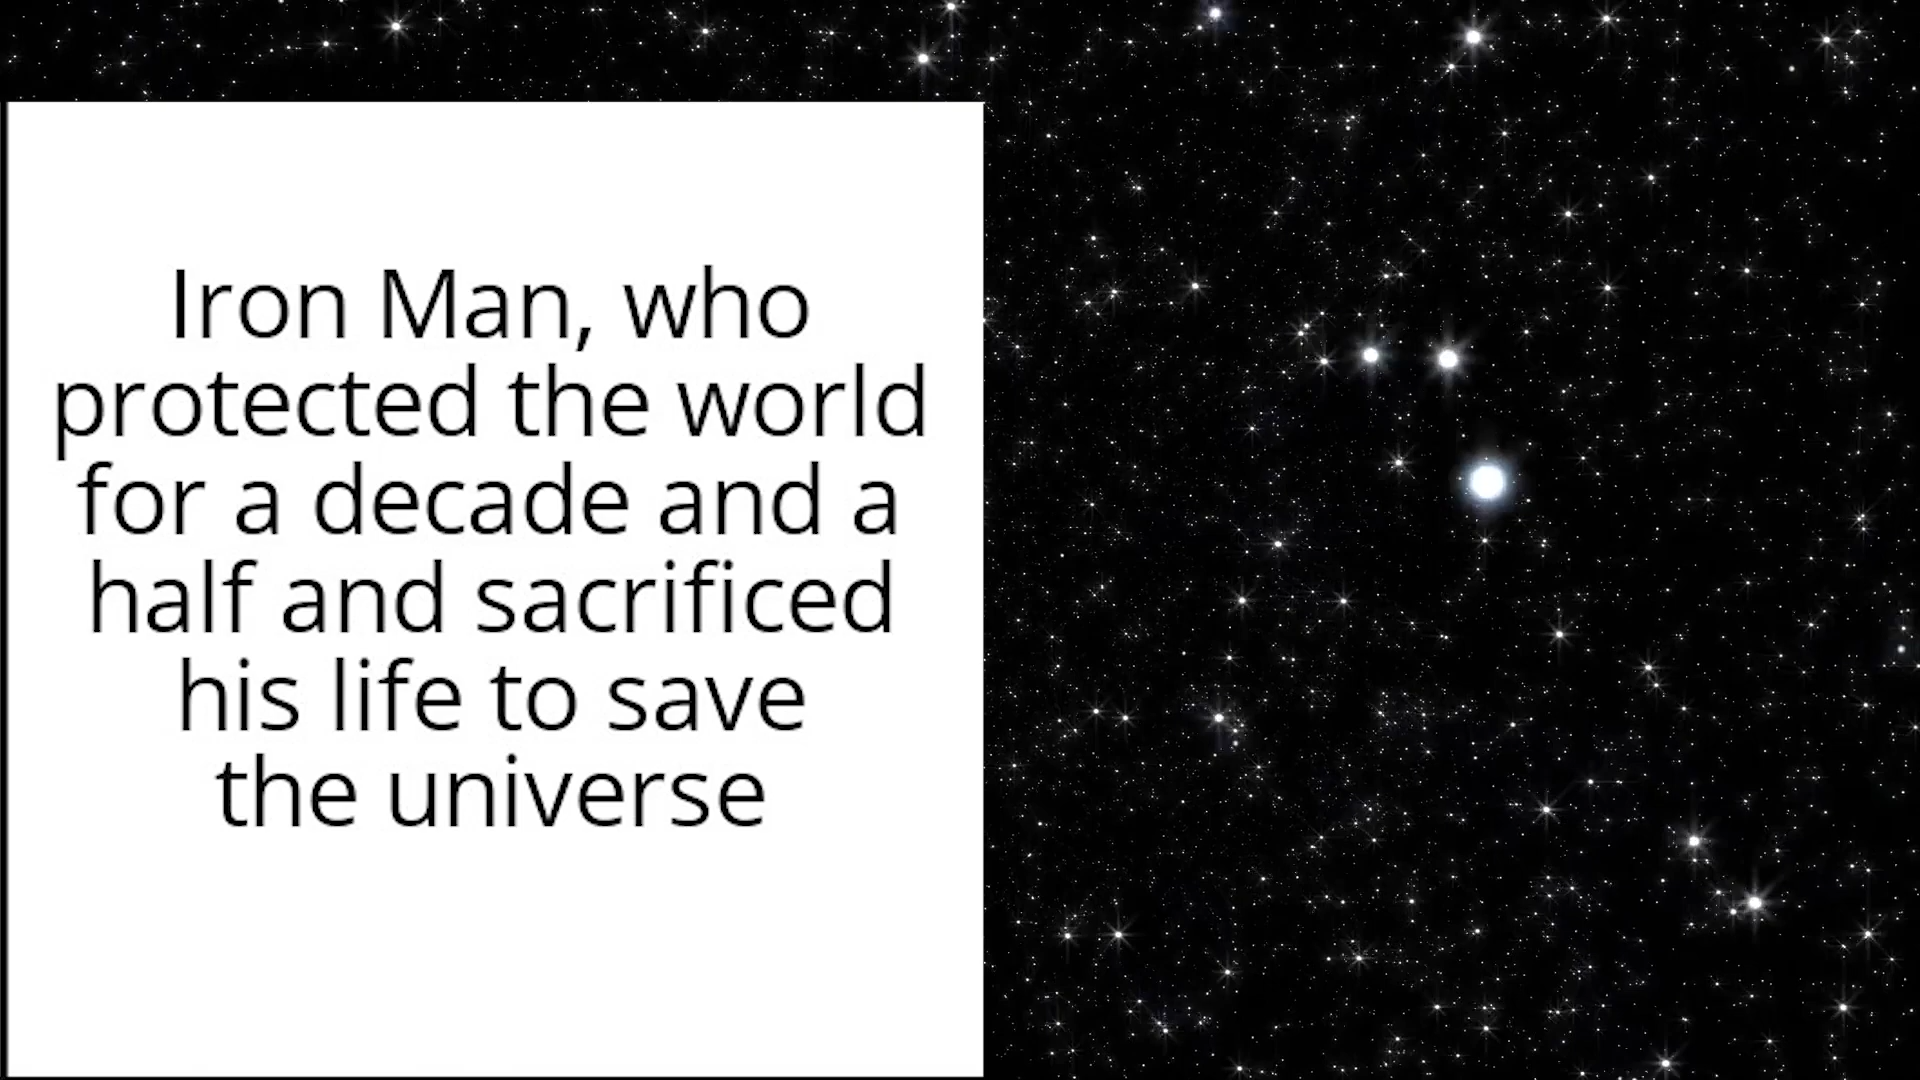 Iron Man, who
protected the world
for a decade and a
half and sacrificed
his life to save
the universe